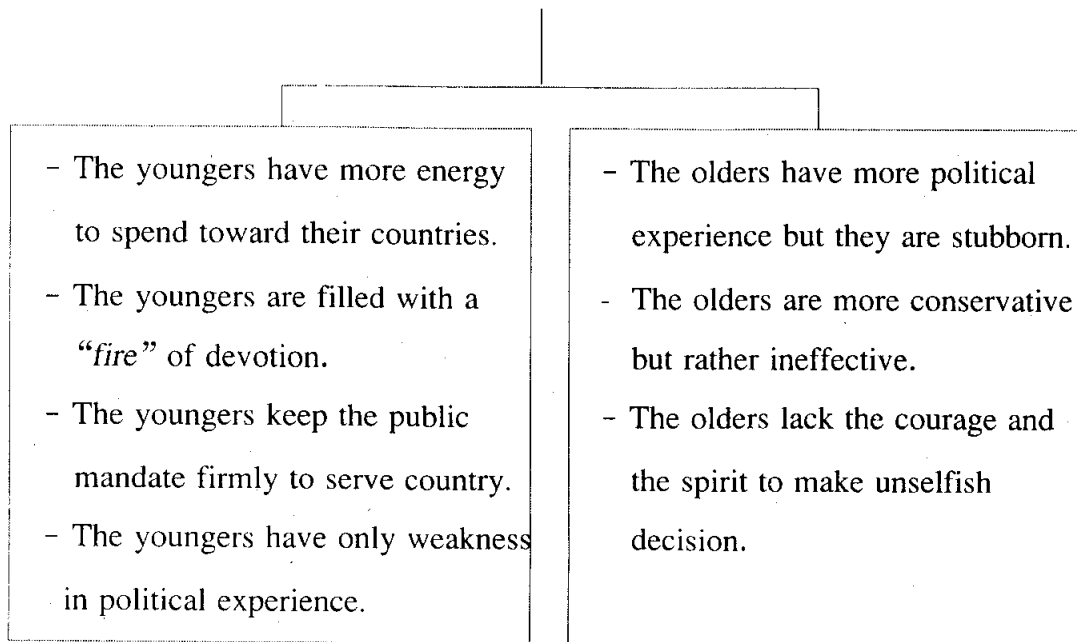 - The youngers have more energy
to spend toward their countries.
- The youngers are filled with a
“fire” of devotion.
- The youngers keep the public
mandate firmly to serve country.
- The youngers have only weakness
in political experience.
- The olders have more political
experience but they are stubborn.
- The olders are more conservative
but rather ineffective.
- The olders lack the courage and
the spirit to make unselfish
decision.